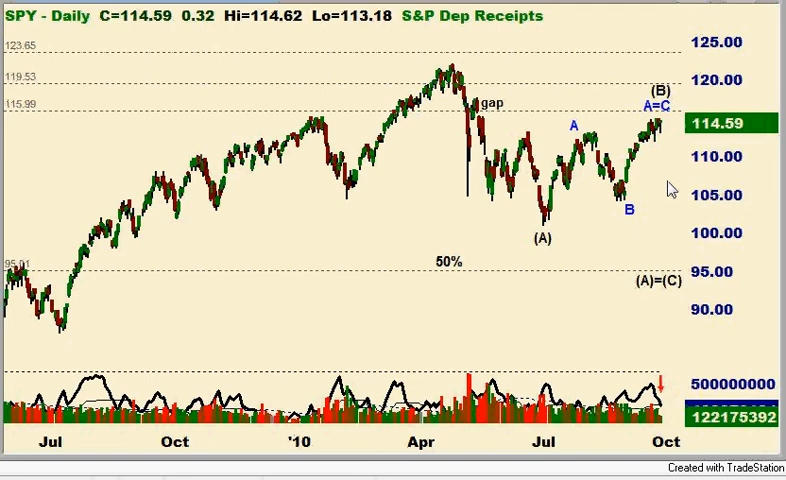 SPY - Daily C=114.59 0.32 Hi=114.62 Lo=113.18 S&P Dep Receipts
123.65
125.00
119.53
120.00
115.99
gap
(B)
A=C
A
114.59
110.00
105.00
B
100.00
(A)
95.01
50%
95.00
(A)=(C)
90.00
500000000
122175392
Jul Oct '10 Apr Jul Oct
Created with TradeStation